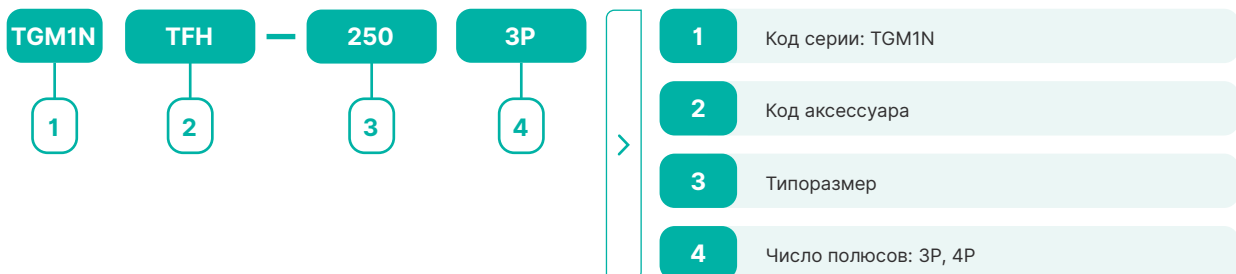 TGM1N TFH — 250 3P
1 2 3 4
1 Код серии: TGM1N
2 Код аксессуара
3 Типоразмер
4 Число полюсов: 3P, 4P